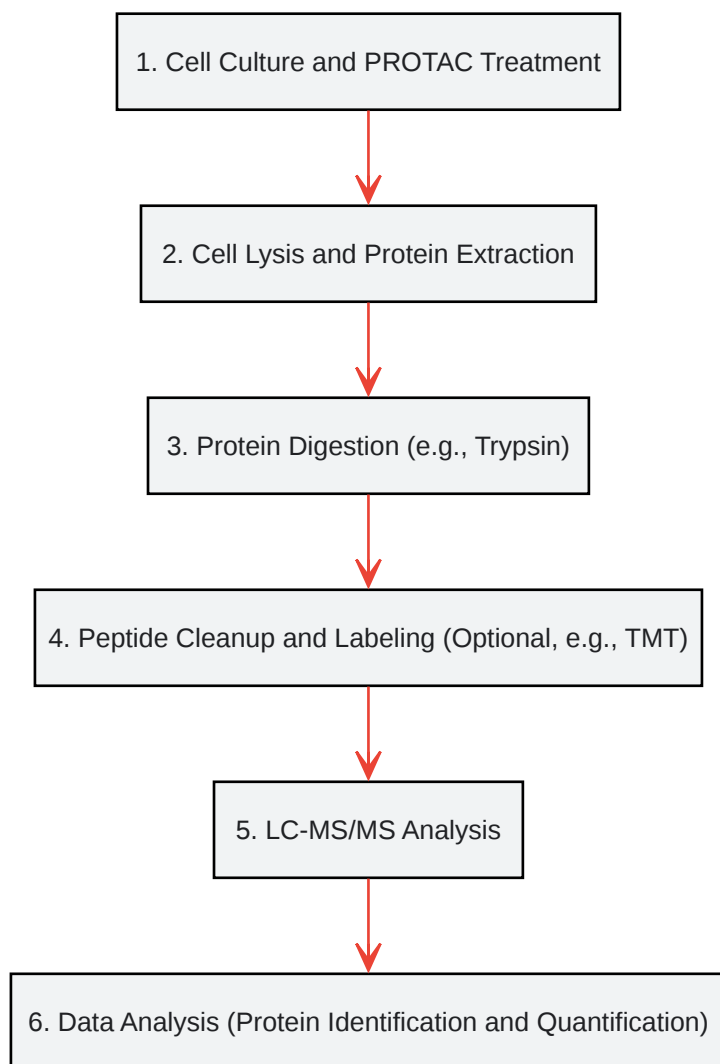 1. Cell Culture and PROTAC Treatment
2. Cell Lysis and Protein Extraction
3. Protein Digestion (e.g., Trypsin)
4. Peptide Cleanup and Labeling (Optional, e.g., TMT)
5. LC-MS/MS Analysis
6. Data Analysis (Protein Identification and Quantification)